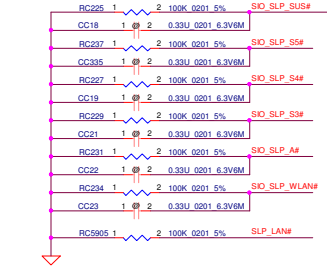 RC225 1 2 100K_0201_5% SIO_SLP_SUS#
CC18 1 @ 2 0.33U_0201_6.3V6M
RC237 1 2 100K_0201_5% SIO_SLP_S5#
CC335 1 @ 2 0.33U_0201_6.3V6M
RC227 1 2 100K_0201_5% SIO_SLP_S4#
CC19 1 @ 2 0.33U_0201_6.3V6M
RC229 1 2 100K_0201_5% SIO_SLP_S3#
CC21 1 @ 2 0.33U_0201_6.3V6M
RC231 1 2 100K_0201_5% SIO_SLP_A#
CC22 1 @ 2 0.33U_0201_6.3V6M
RC234 1 2 100K_0201_5% SIO_SLP_WLAN#
CC23 1 @ 2 0.33U_0201_6.3V6M
RC5905 1 2 100K_0201_5% SLP_LAN#